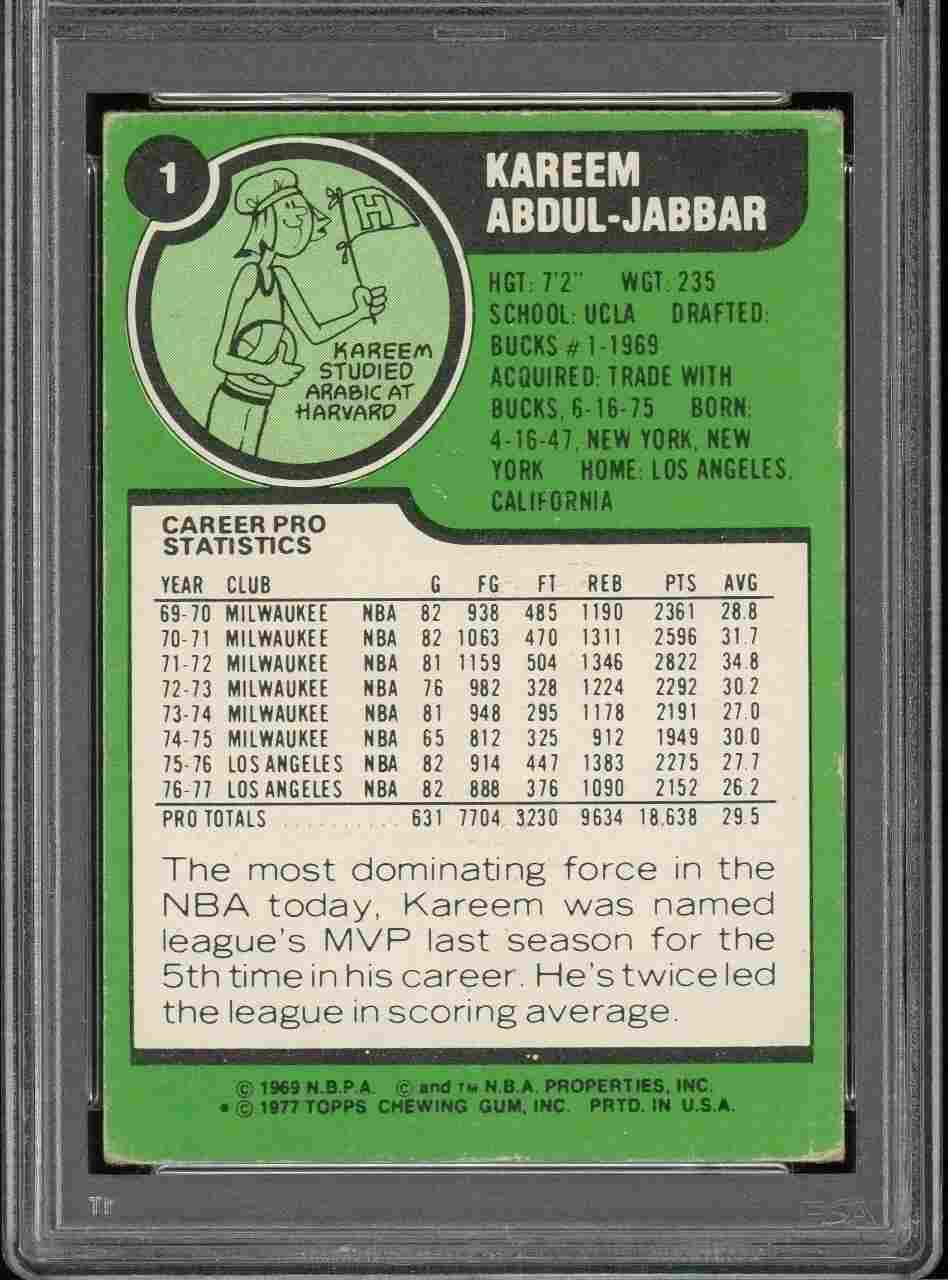 1
H
KAREEM
STUDIED
ARABIC AT
HARVARD
KAREEM
ABDUL-JABBAR
HGT: 7'2" WGT: 235
SCHOOL: UCLA DRAFTED:
BUCKS #1-1969
ACQUIRED: TRADE WITH
BUCKS, 6-16-75 BORN:
4-16-47, NEW YORK, NEW
YORK HOME: LOS ANGELES,
CALIFORNIA
CAREER PRO
STATISTICS
YEAR CLUB G FG FT REB PTS AVG
69-70 MILWAUKEE NBA 82 938 485 1190 2361 28.8
70-71 MILWAUKEE NBA 82 1063 470 1311 2596 31.7
71-72 MILWAUKEE NBA 81 1159 504 1346 2822 34.8
72-73 MILWAUKEE NBA 76 982 328 1224 2292 30.2
73-74 MILWAUKEE NBA 81 948 295 1178 2191 27.0
74-75 MILWAUKEE NBA 65 812 325 912 1949 30.0
75-76 LOS ANGELES NBA 82 914 447 1383 2275 27.7
76-77 LOS ANGELES NBA 82 888 376 1090 2152 26.2
PRO TOTALS .......... 631 7704 3230 9634 18,638 29.5
The most dominating force in the
NBA today, Kareem was named
league's MVP last season for the
5th time in his career. He's twice led
the league in scoring average.
© 1969 N.B.P.A. © and ™ N.B.A. PROPERTIES, INC.
* © 1977 TOPPS CHEWING GUM, INC. PRTD. IN U.S.A.